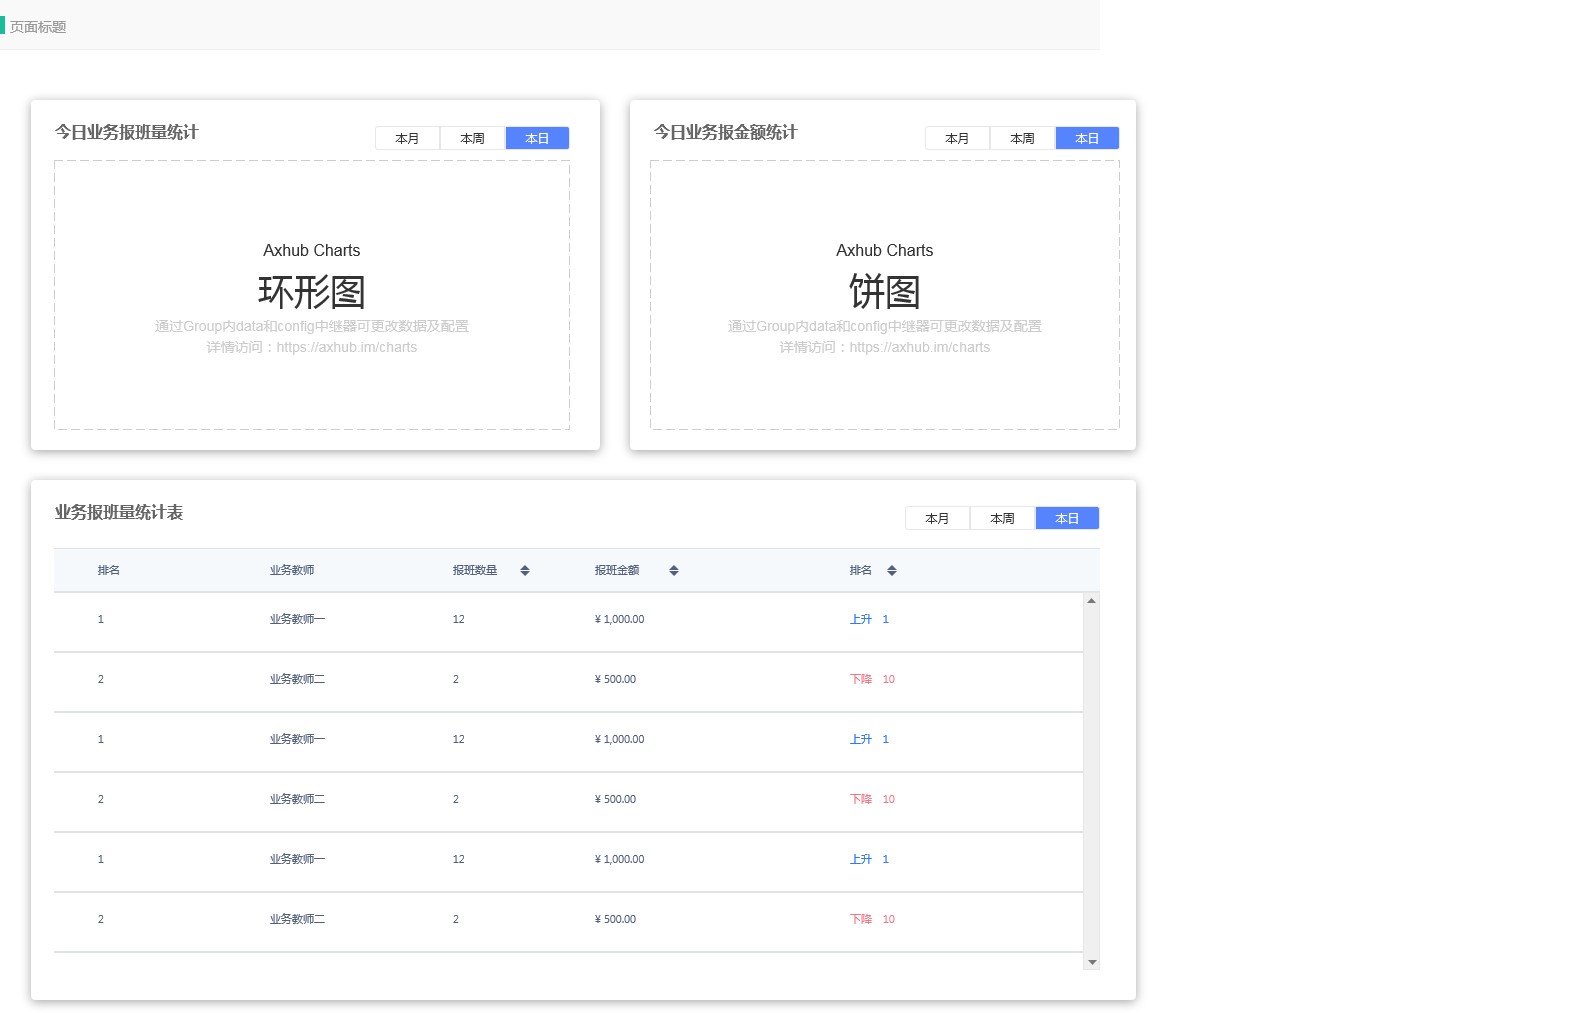 页面标题
今日业务报班量统计
本月 本周 本日
Axhub Charts
环形图
通过Group内data和config中继器可更改数据及配置
详情访问：https://axhub.im/charts
今日业务报金额统计
本月 本周 本日
Axhub Charts
饼图
通过Group内data和config中继器可更改数据及配置
详情访问：https://axhub.im/charts
业务报班量统计表
本月 本周 本日
排名 业务教师 报班数量 报班金额 排名
1 业务教师一 12 ¥ 1,000.00 上升 1
2 业务教师二 2 ¥ 500.00 下降 10
1 业务教师一 12 ¥ 1,000.00 上升 1
2 业务教师二 2 ¥ 500.00 下降 10
1 业务教师一 12 ¥ 1,000.00 上升 1
2 业务教师二 2 ¥ 500.00 下降 10